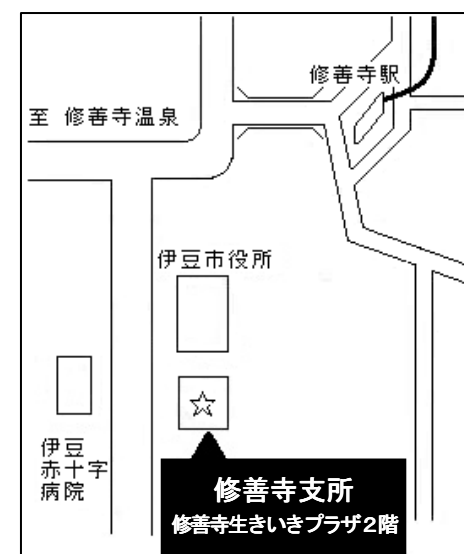 修善寺駅
至 修善寺温泉
伊豆市役所
伊豆
赤十字
病院
修善寺支所
修善寺生きいきプラザ2階